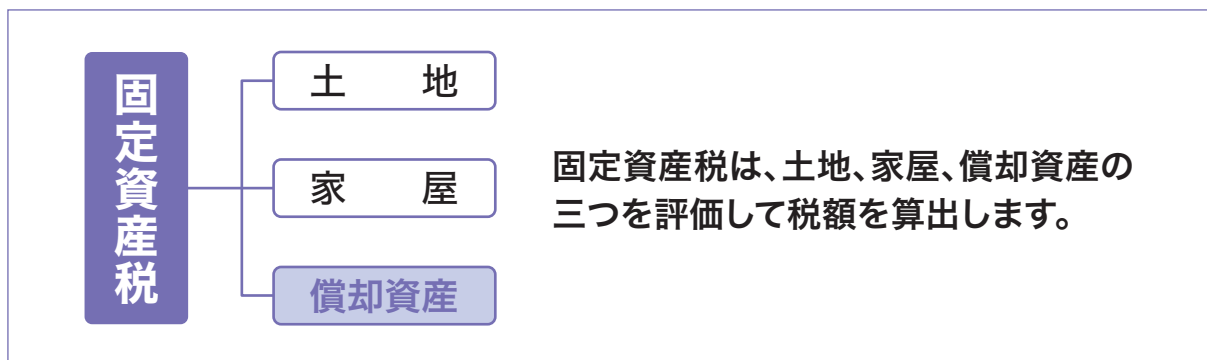 固定資産税
土　　地
家　　屋
償却資産
固定資産税は、土地、家屋、償却資産の
三つを評価して税額を算出します。